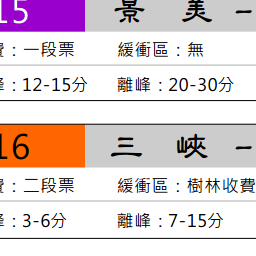 15 景 美 -
費：一段票 緩衝區：無
峰：12-15分 離峰：20-30分
16 三 峽 -
費：二段票 緩衝區：樹林收費
峰：3-6分 離峰：7-15分